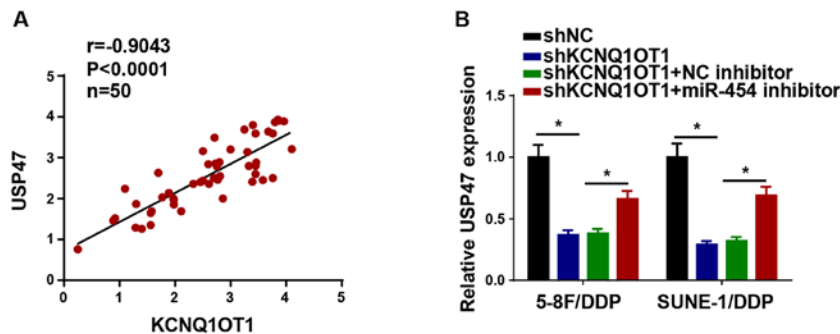 A
r=-0.9043
P<0.0001
n=50
USP47
5
4
3
2
1
0
0 1 2 3 4 5
KCNQ1OT1
B
shNC
shKCNQ1OT1
shKCNQ1OT1+NC inhibitor
shKCNQ1OT1+miR-454 inhibitor
Relative USP47 expression
1.5
1.0
0.5
0.0
* * * *
5-8F/DDP SUNE-1/DDP